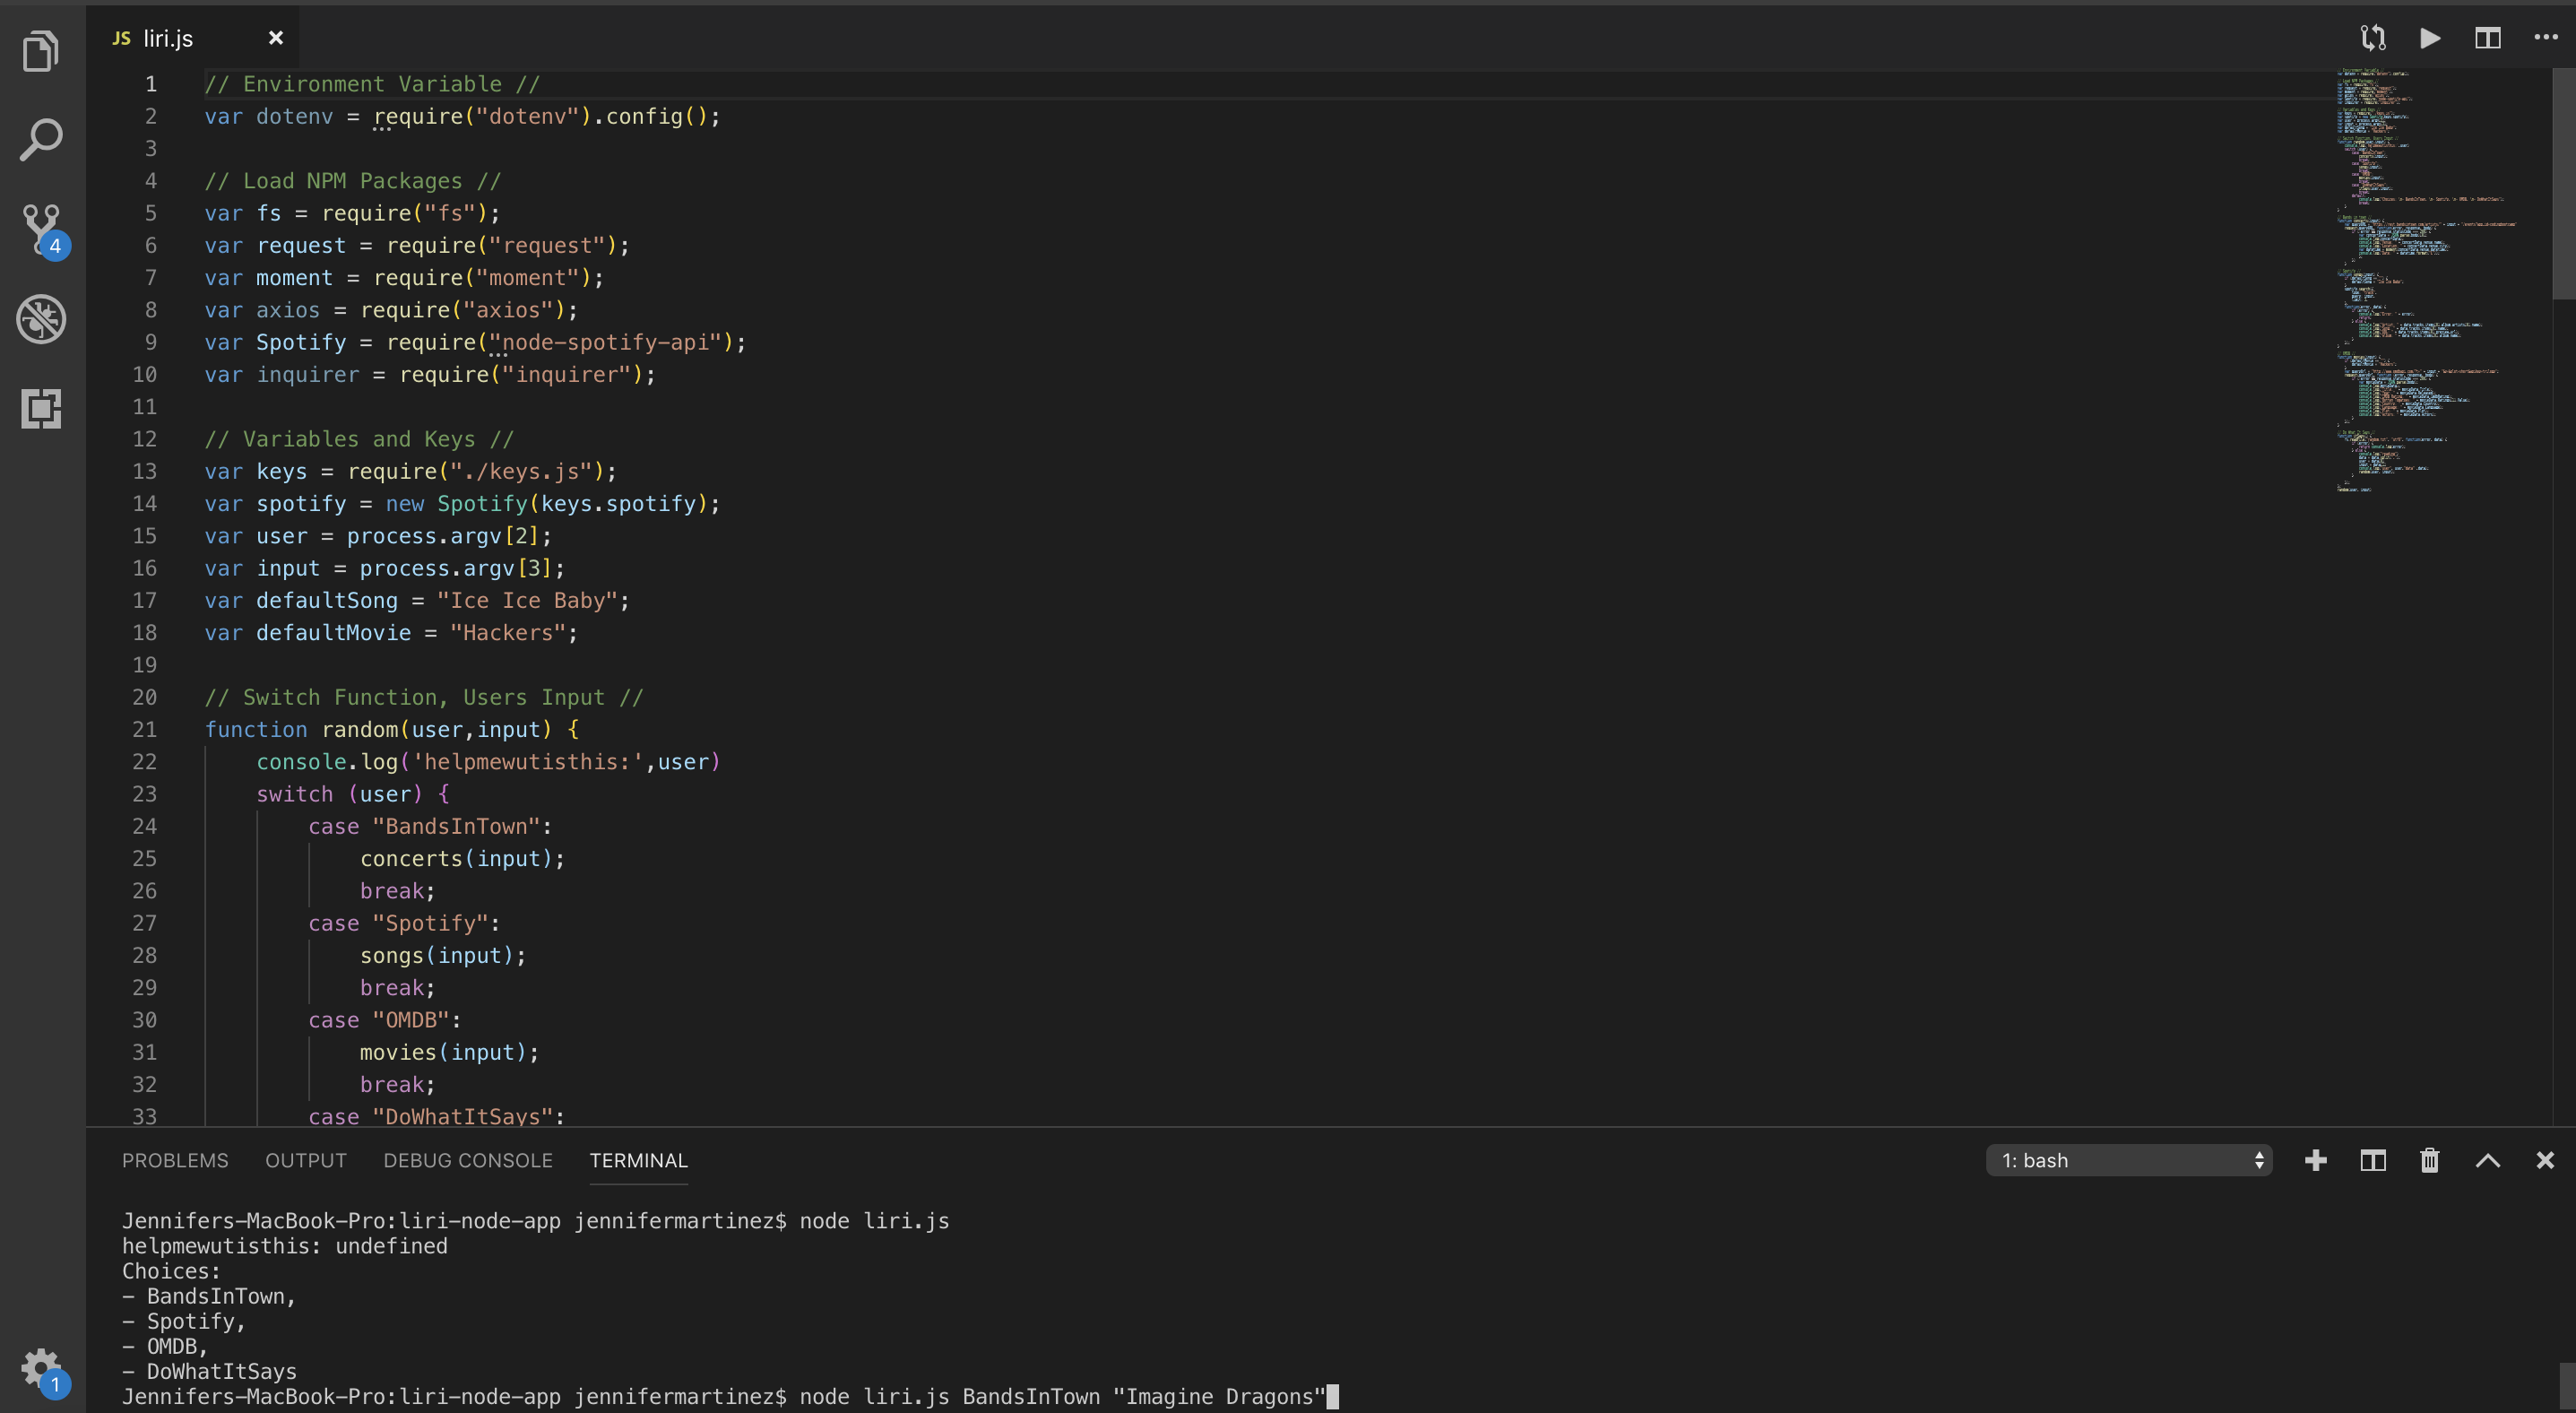 JS liri.js
1 // Environment Variable //
2 var dotenv = require("dotenv").config();
3
4 // Load NPM Packages //
5 var fs = require("fs");
6 var request = require("request");
7 var moment = require("moment");
8 var axios = require("axios");
9 var Spotify = require("node-spotify-api");
10 var inquirer = require("inquirer");
11
12 // Variables and Keys //
13 var keys = require("./keys.js");
14 var spotify = new Spotify(keys.spotify);
15 var user = process.argv[2];
16 var input = process.argv[3];
17 var defaultSong = "Ice Ice Baby";
18 var defaultMovie = "Hackers";
19
20 // Switch Function, Users Input //
21 function random(user,input) {
22     console.log('helpmewutisthis:',user)
23     switch (user) {
24         case "BandsInTown":
25             concerts(input);
26             break;
27         case "Spotify":
28             songs(input);
29             break;
30         case "OMDB":
31             movies(input);
32             break;
33         case "DoWhatItSays":
4
1
PROBLEMS OUTPUT DEBUG CONSOLE TERMINAL 1: bash
Jennifers-MacBook-Pro:liri-node-app jennifermartinez$ node liri.js
helpmewutisthis: undefined
Choices:
- BandsInTown,
- Spotify,
- OMDB,
- DoWhatItSays
Jennifers-MacBook-Pro:liri-node-app jennifermartinez$ node liri.js BandsInTown "Imagine Dragons"